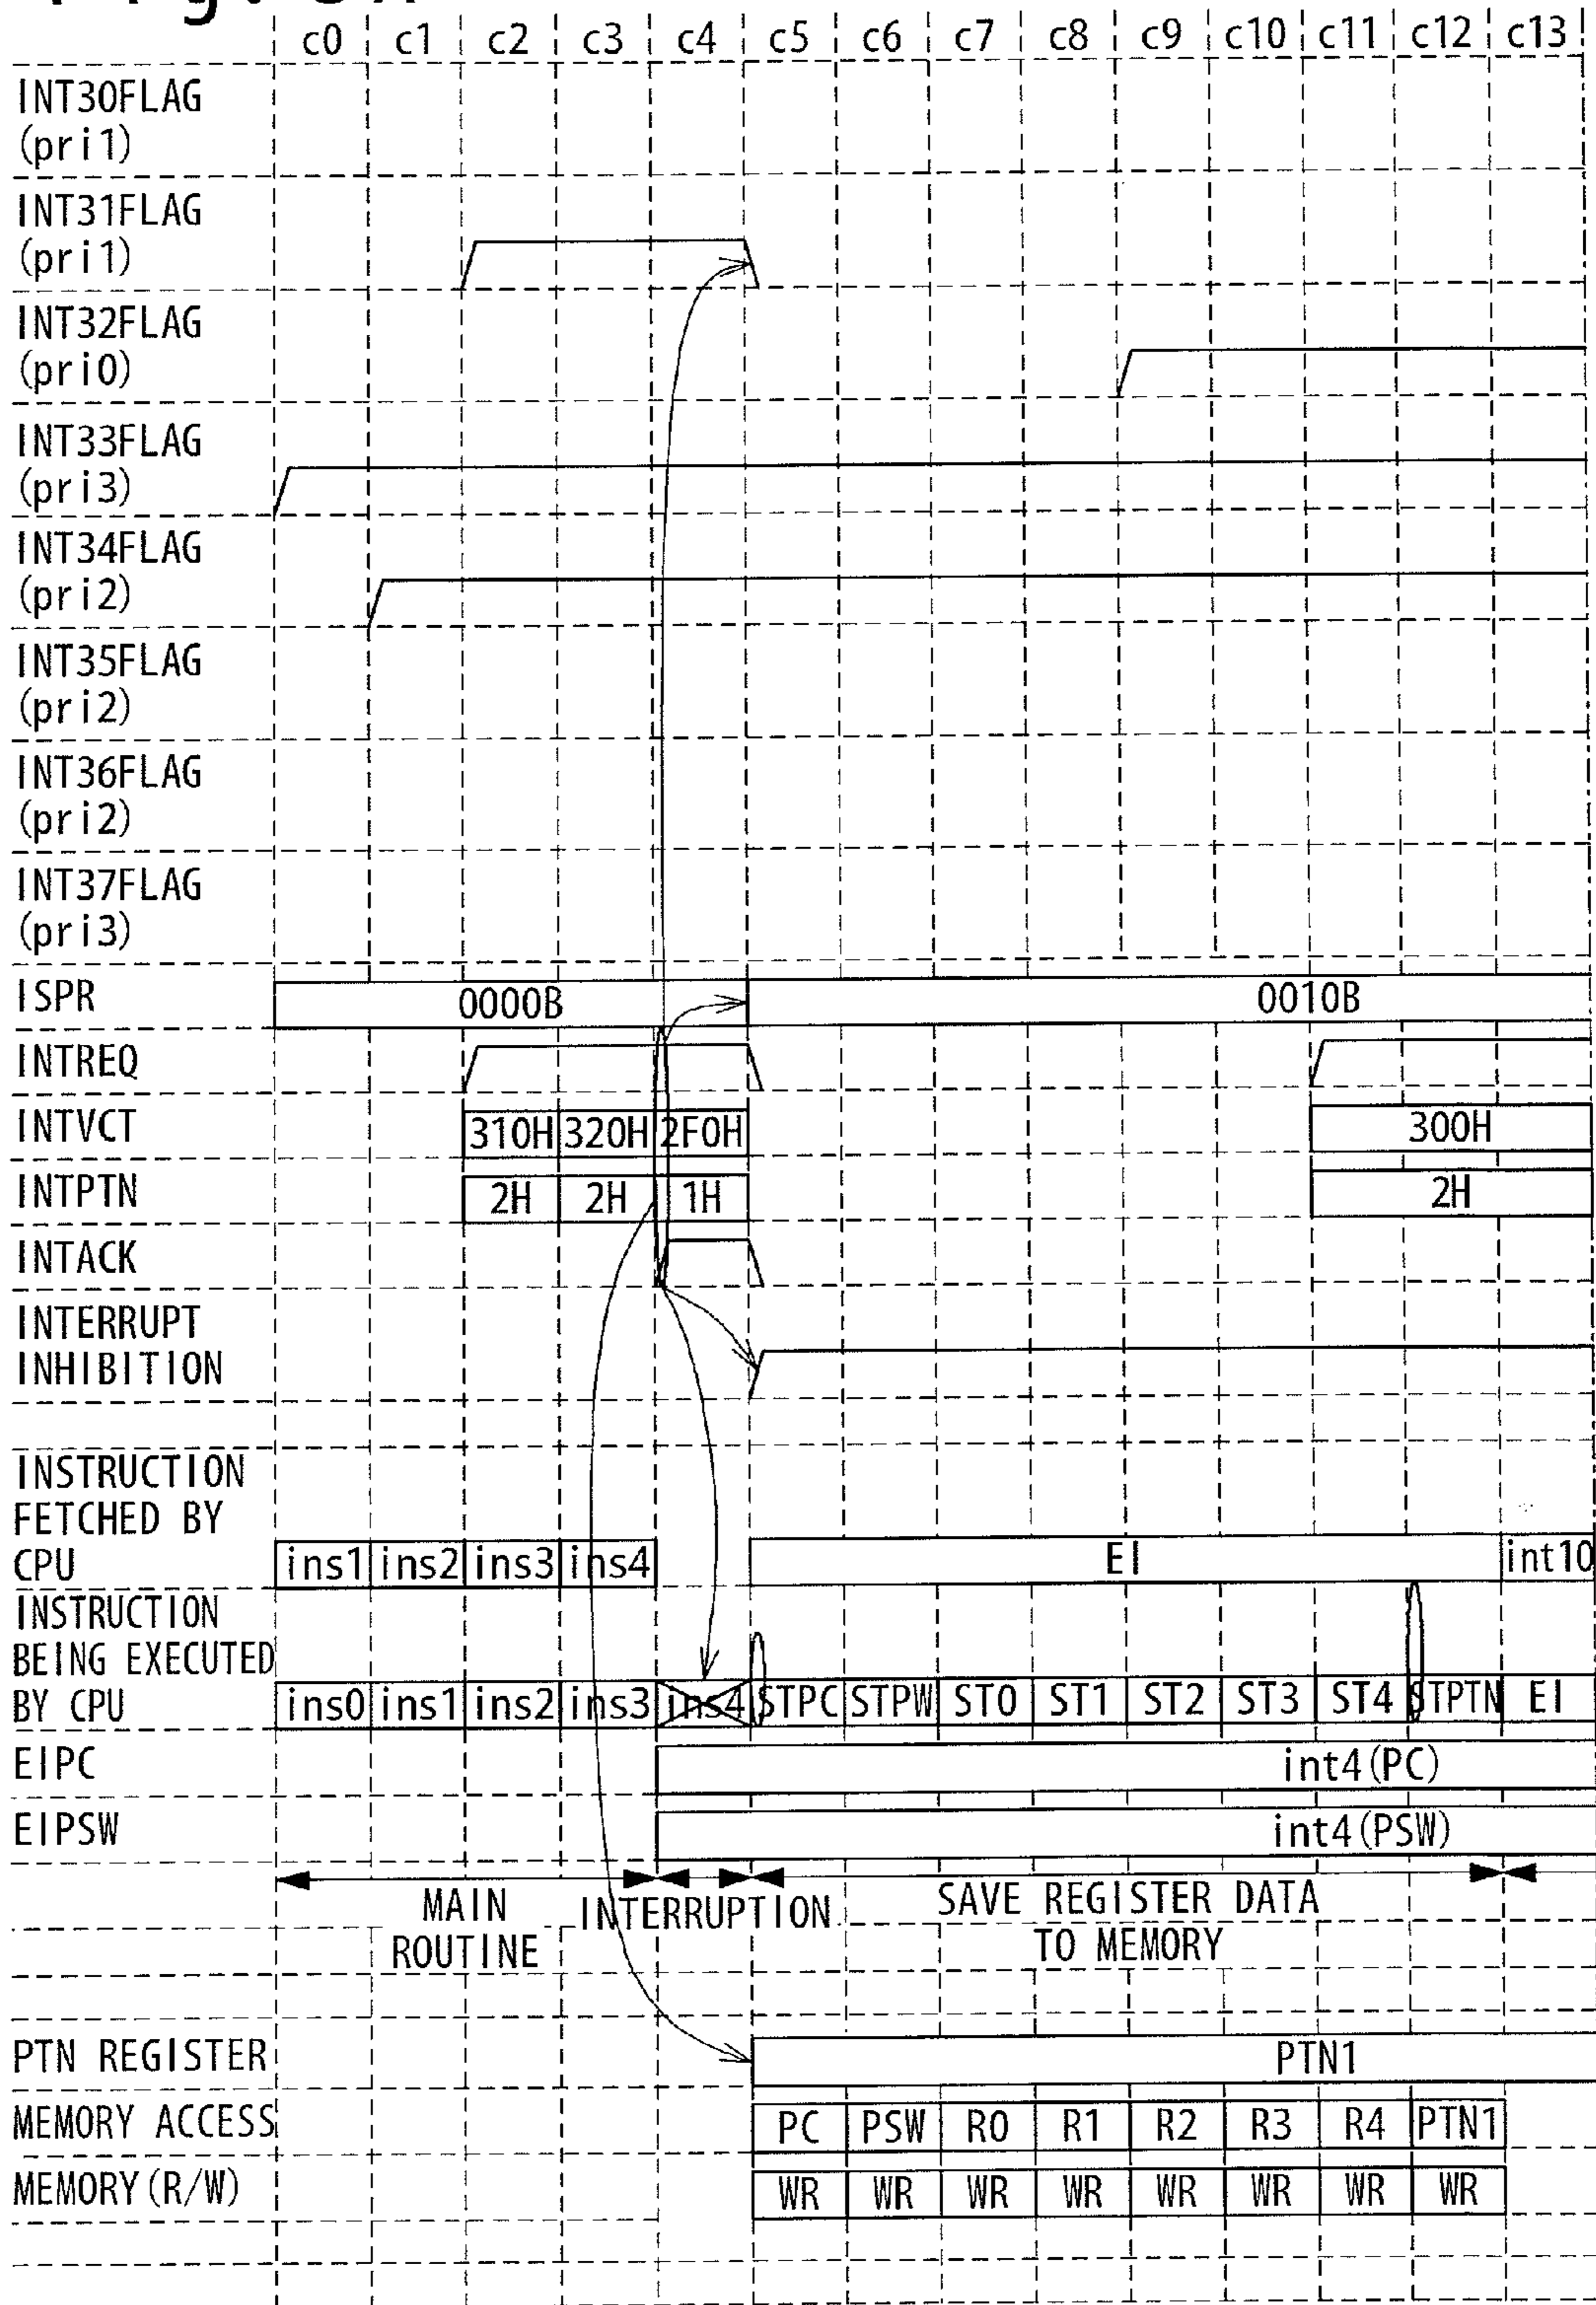 c0 c1 c2 c3 c4 c5 c6 c7 c8 c9 c10 c11 c12 c13
INT30FLAG
(pri1)
INT31FLAG
(pri1)
INT32FLAG
(pri0)
INT33FLAG
(pri3)
INT34FLAG
(pri2)
INT35FLAG
(pri2)
INT36FLAG
(pri2)
INT37FLAG
(pri3)
ISPR 0000B 0010B
INTREQ
INTVCT 310H 320H 2F0H 300H
INTPTN 2H 2H 1H 2H
INTACK
INTERRUPT
INHIBITION
INSTRUCTION
FETCHED BY
CPU ins1 ins2 ins3 ins4 EI int10
INSTRUCTION
BEING EXECUTED
BY CPU ins0 ins1 ins2 ins3 ins4 STPC STPW ST0 ST1 ST2 ST3 ST4 STPTN EI
EIPC int4(PC)
EIPSW int4(PSW)
MAIN INTERRUPTION SAVE REGISTER DATA
ROUTINE TO MEMORY
PTN REGISTER PTN1
MEMORY ACCESS PC PSW R0 R1 R2 R3 R4 PTN1
MEMORY(R/W) WR WR WR WR WR WR WR WR